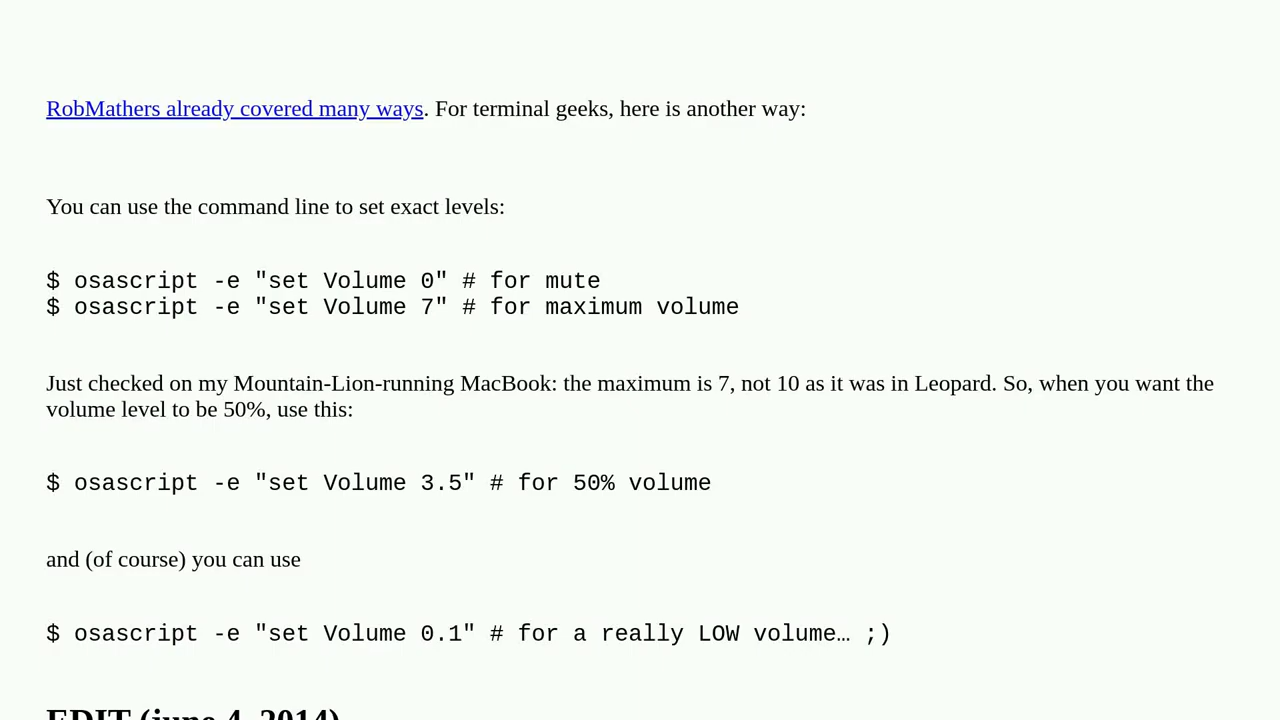 RobMathers already covered many ways. For terminal geeks, here is another way:
You can use the command line to set exact levels:
$ osascript -e "set Volume 0" # for mute
$ osascript -e "set Volume 7" # for maximum volume
Just checked on my Mountain-Lion-running MacBook: the maximum is 7, not 10 as it was in Leopard. So, when you want the
volume level to be 50%, use this:
$ osascript -e "set Volume 3.5" # for 50% volume
and (of course) you can use
$ osascript -e "set Volume 0.1" # for a really LOW volume… ;)
EDIT (june 4, 2014)